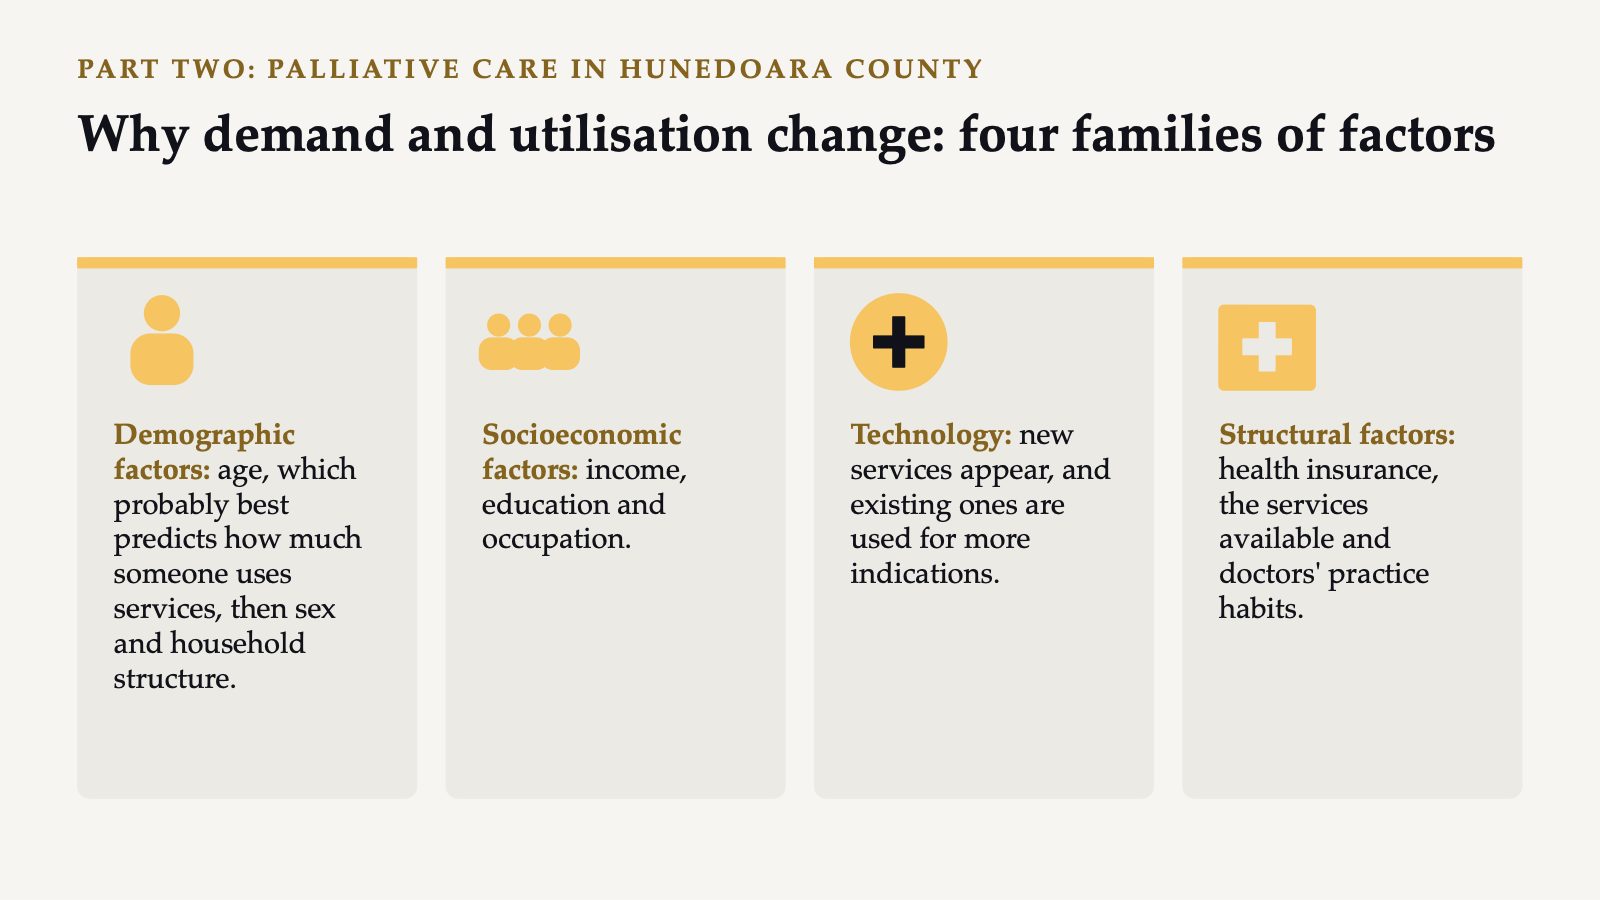 PART TWO: PALLIATIVE CARE IN HUNEDOARA COUNTY
Why demand and utilisation change: four families of factors
Demographic
factors: age, which
probably best
predicts how much
someone uses
services, then sex
and household
structure.
Socioeconomic
factors: income,
education and
occupation.
Technology: new
services appear, and
existing ones are
used for more
indications.
Structural factors:
health insurance,
the services
available and
doctors' practice
habits.